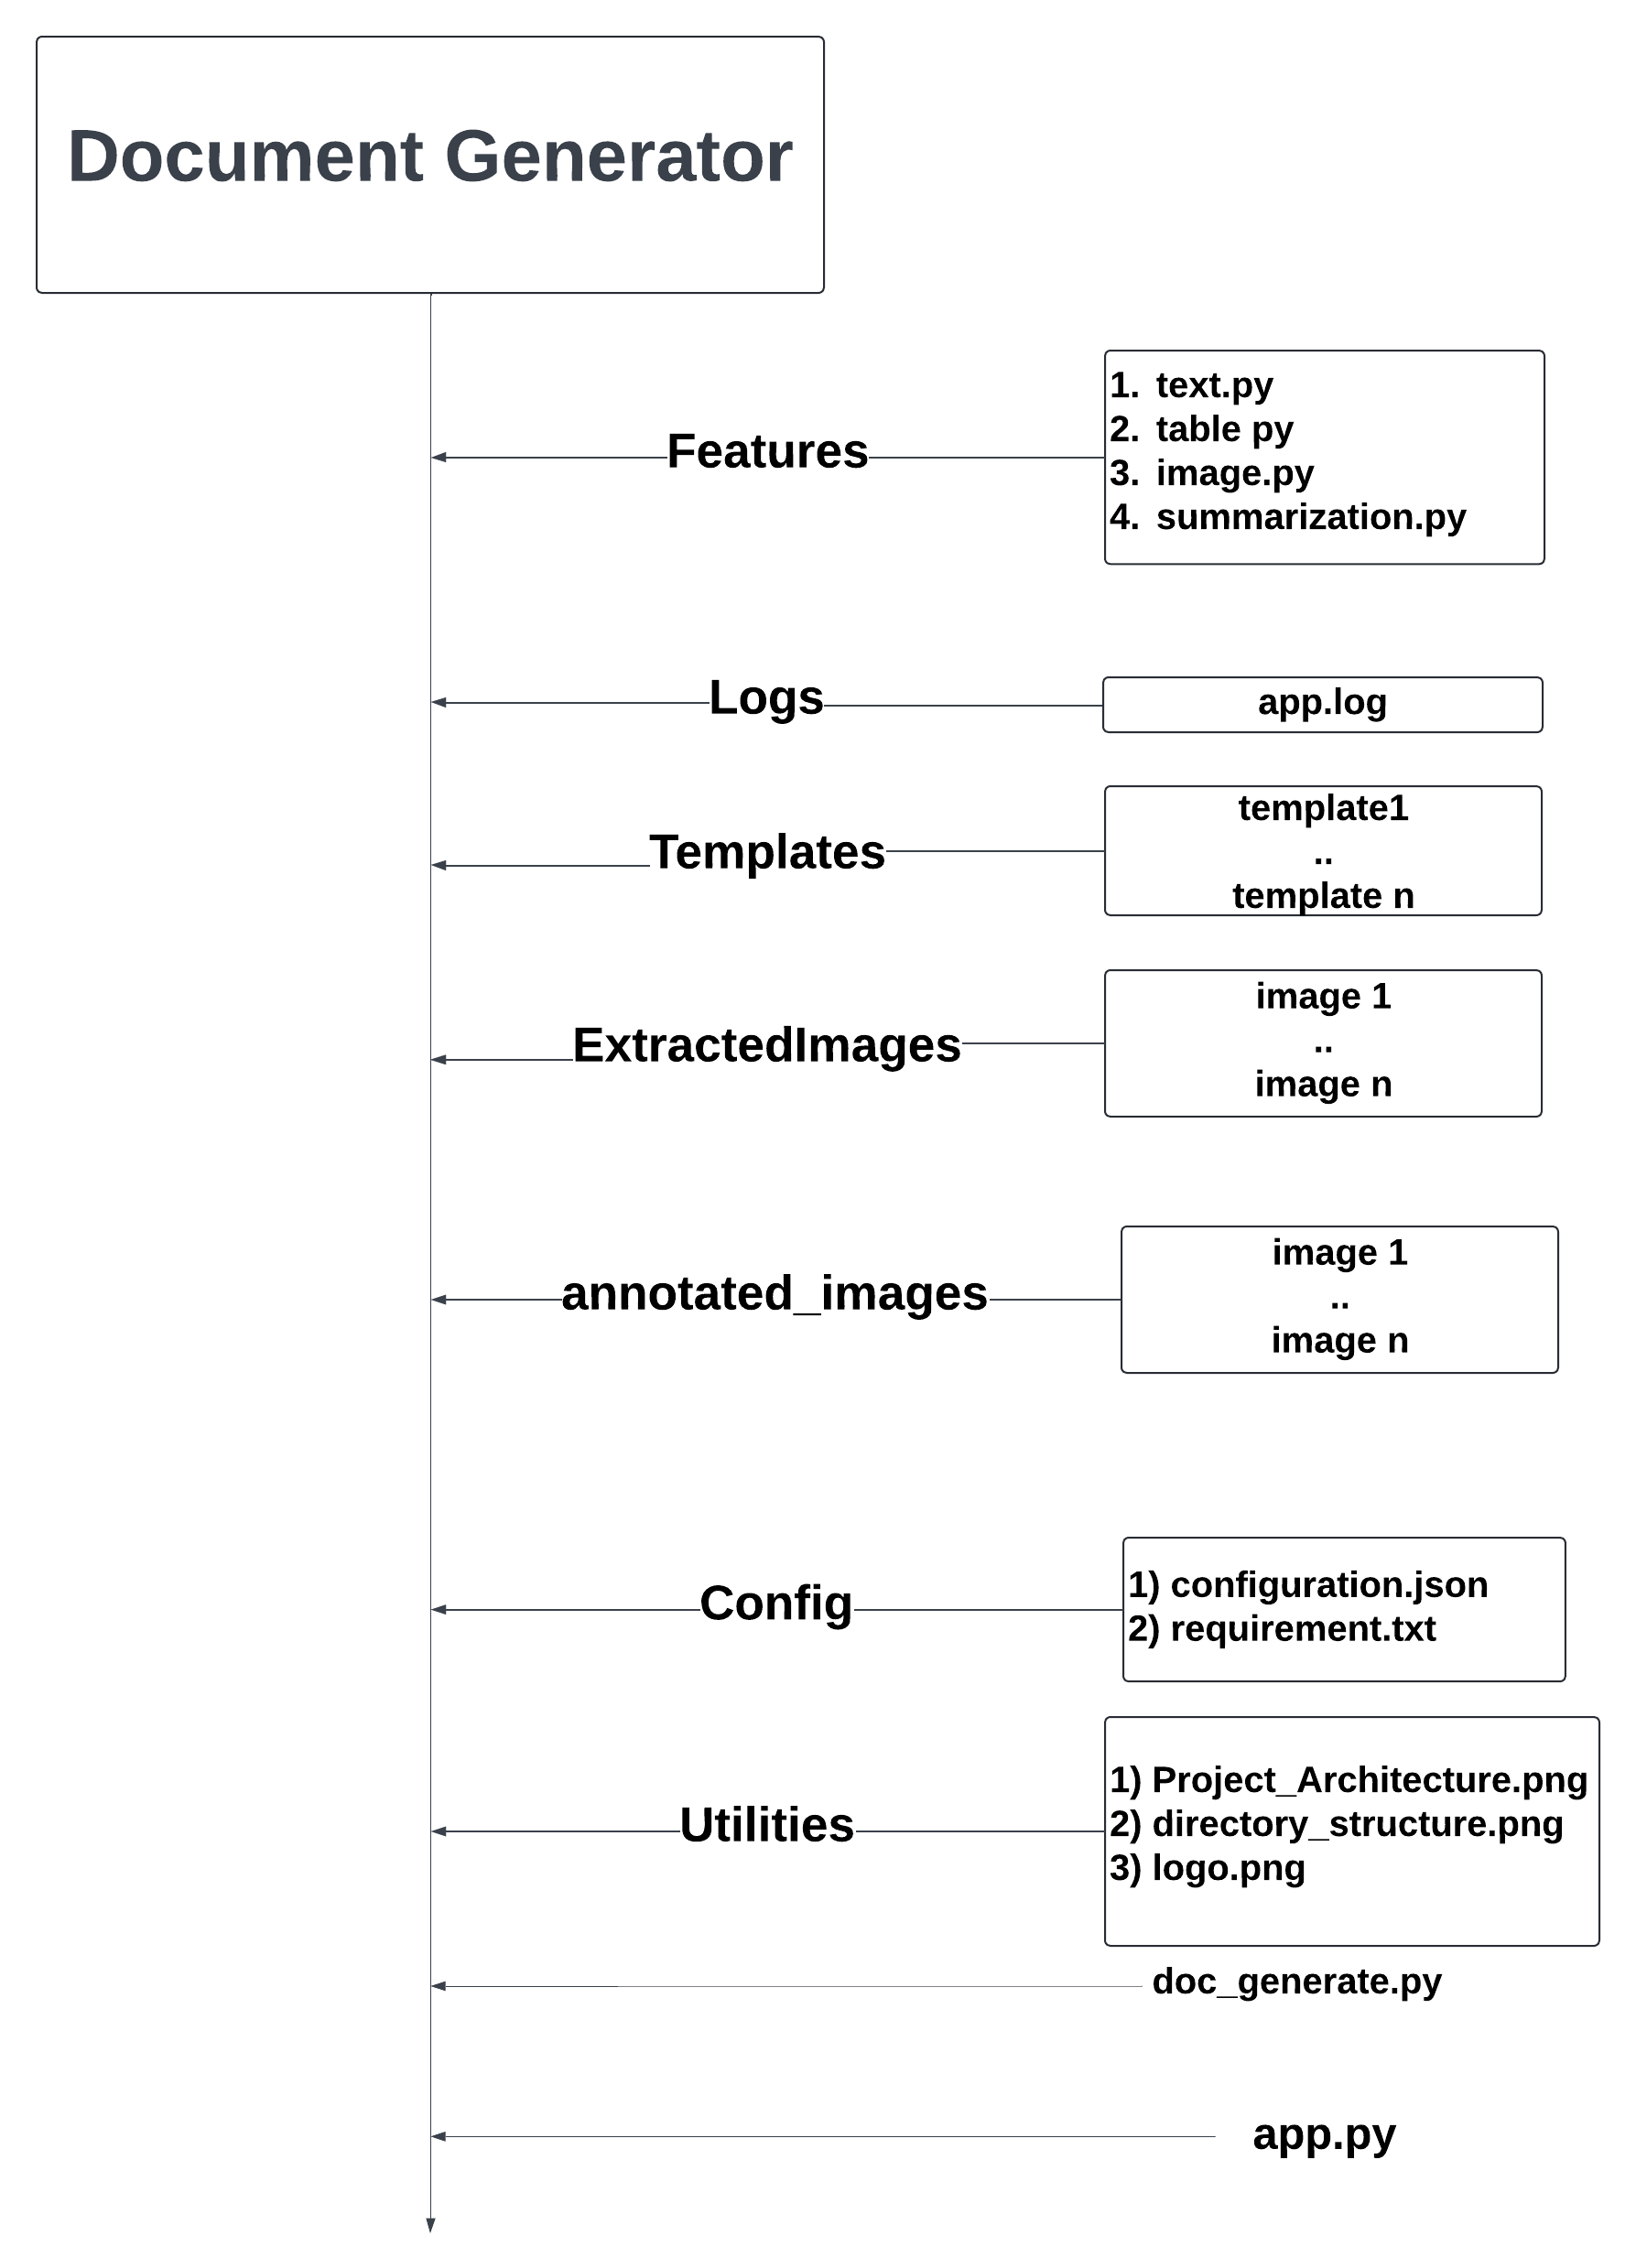 Document Generator
1. text.py
2. table py
3. image.py
4. summarization.py
Features
Logs
app.log
Templates
template1
..
template n
ExtractedImages
image 1
..
image n
annotated_images
image 1
..
image n
Config
1) configuration.json
2) requirement.txt
Utilities
1) Project_Architecture.png
2) directory_structure.png
3) logo.png
doc_generate.py
app.py